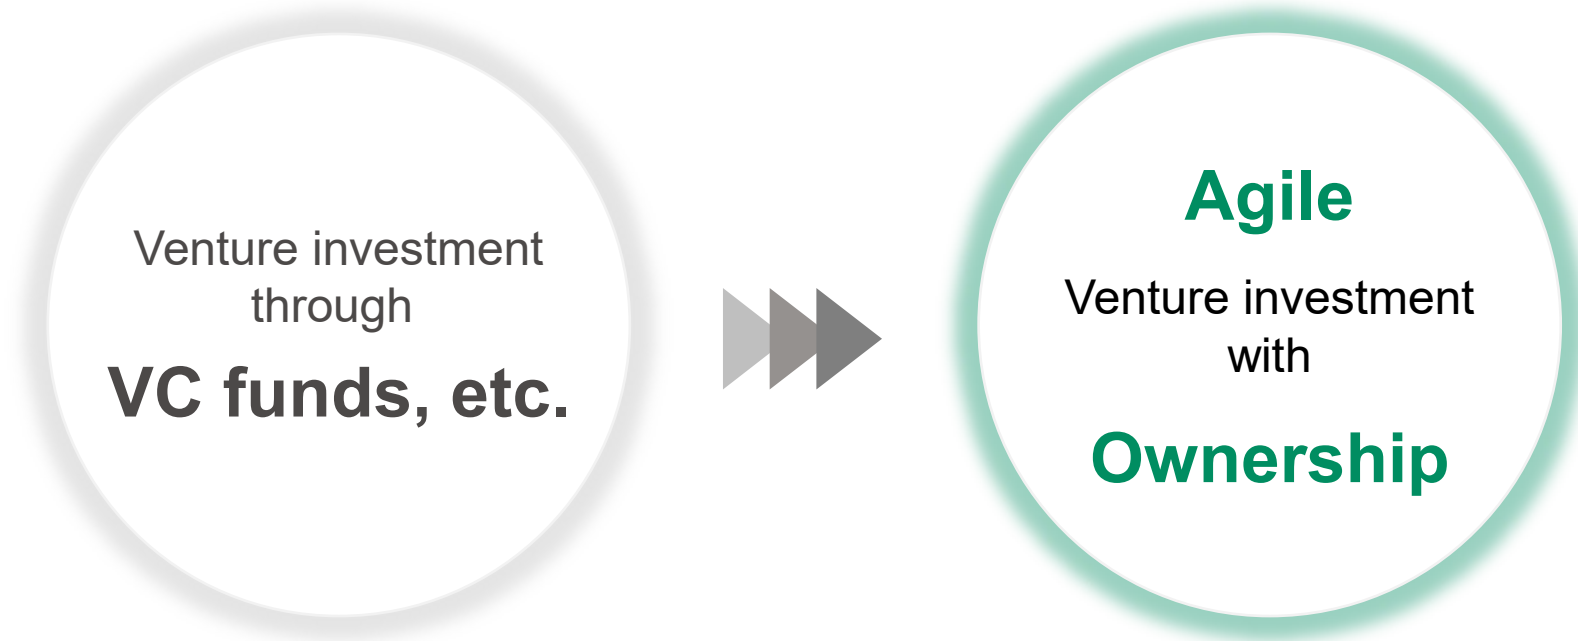 Venture investment
through
VC funds, etc.
Agile
Venture investment
with
Ownership